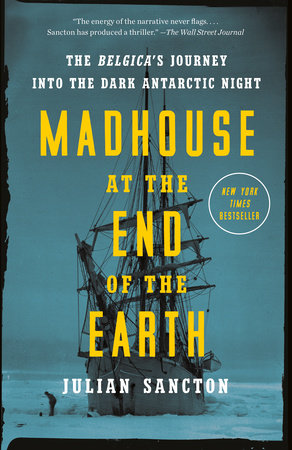 "The energy of the narrative never flags. . . .
Sancton has produced a thriller." —The Wall Street Journal
THE BELGICA'S JOURNEY
INTO THE DARK ANTARCTIC NIGHT
MADHOUSE
AT THE
END
OF THE
EARTH
NEW YORK
TIMES
BESTSELLER
JULIAN SANCTON